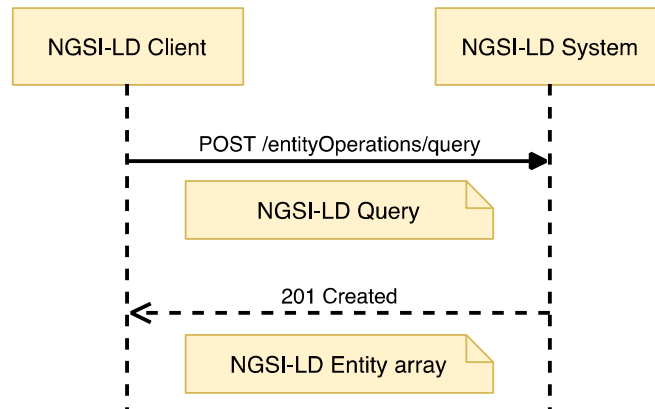 NGSI-LD Client
NGSI-LD System
POST /entityOperations/query
NGSI-LD Query
201 Created
NGSI-LD Entity array